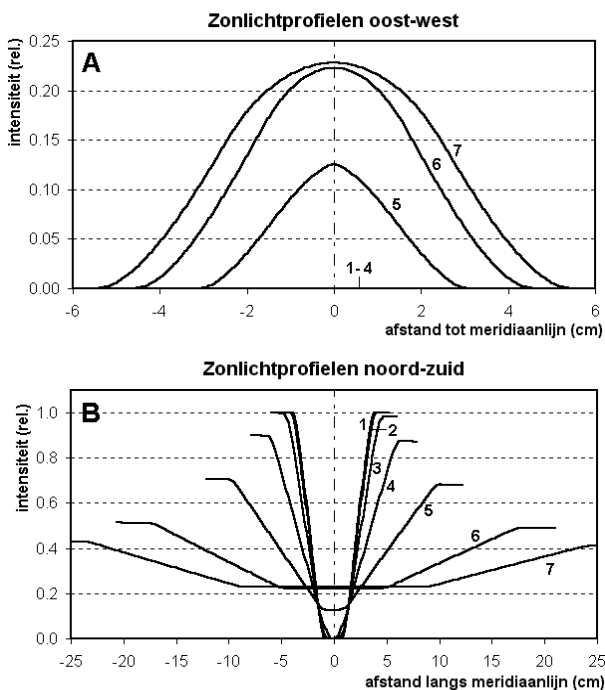 Zonlichtprofielen oost-west
A
intensiteit (rel.)
0.25
0.20
0.15
0.10
0.05
0.00
7
6
5
1-4
-6 -4 -2 0 2 4 6
afstand tot meridiaanlijn (cm)
Zonlichtprofielen noord-zuid
B
intensiteit (rel.)
1.0
0.8
0.6
0.4
0.2
0.0
1
2
3
4
5
6
7
-25 -20 -15 -10 -5 0 5 10 15 20 25
afstand langs meridiaanlijn (cm)